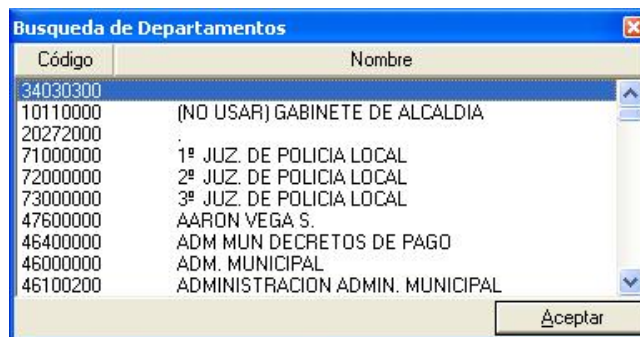 Busqueda de Departamentos
Código Nombre
34030300
10110000 (NO USAR) GABINETE DE ALCALDIA
20272000 .
71000000 1º JUZ. DE POLICIA LOCAL
72000000 2º JUZ. DE POLICIA LOCAL
73000000 3º JUZ. DE POLICIA LOCAL
47600000 AARON VEGA S.
46400000 ADM MUN DECRETOS DE PAGO
46000000 ADM. MUNICIPAL
46100200 ADMINISTRACION ADMIN. MUNICIPAL
Aceptar